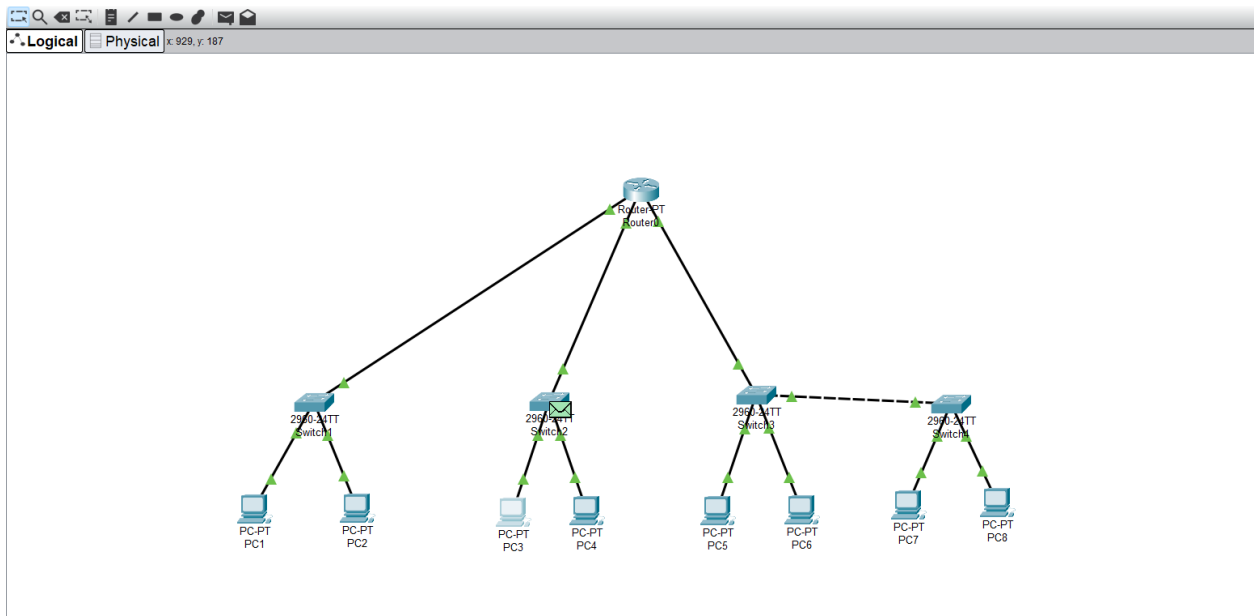 Logical Physical x: 929, y: 187
Router-PT
Router0
2960-24TT
Switch1
2960-24TT
Switch2
2960-24TT
Switch3
2960-24TT
Switch4
PC-PT
PC1
PC-PT
PC2
PC-PT
PC3
PC-PT
PC4
PC-PT
PC5
PC-PT
PC6
PC-PT
PC7
PC-PT
PC8